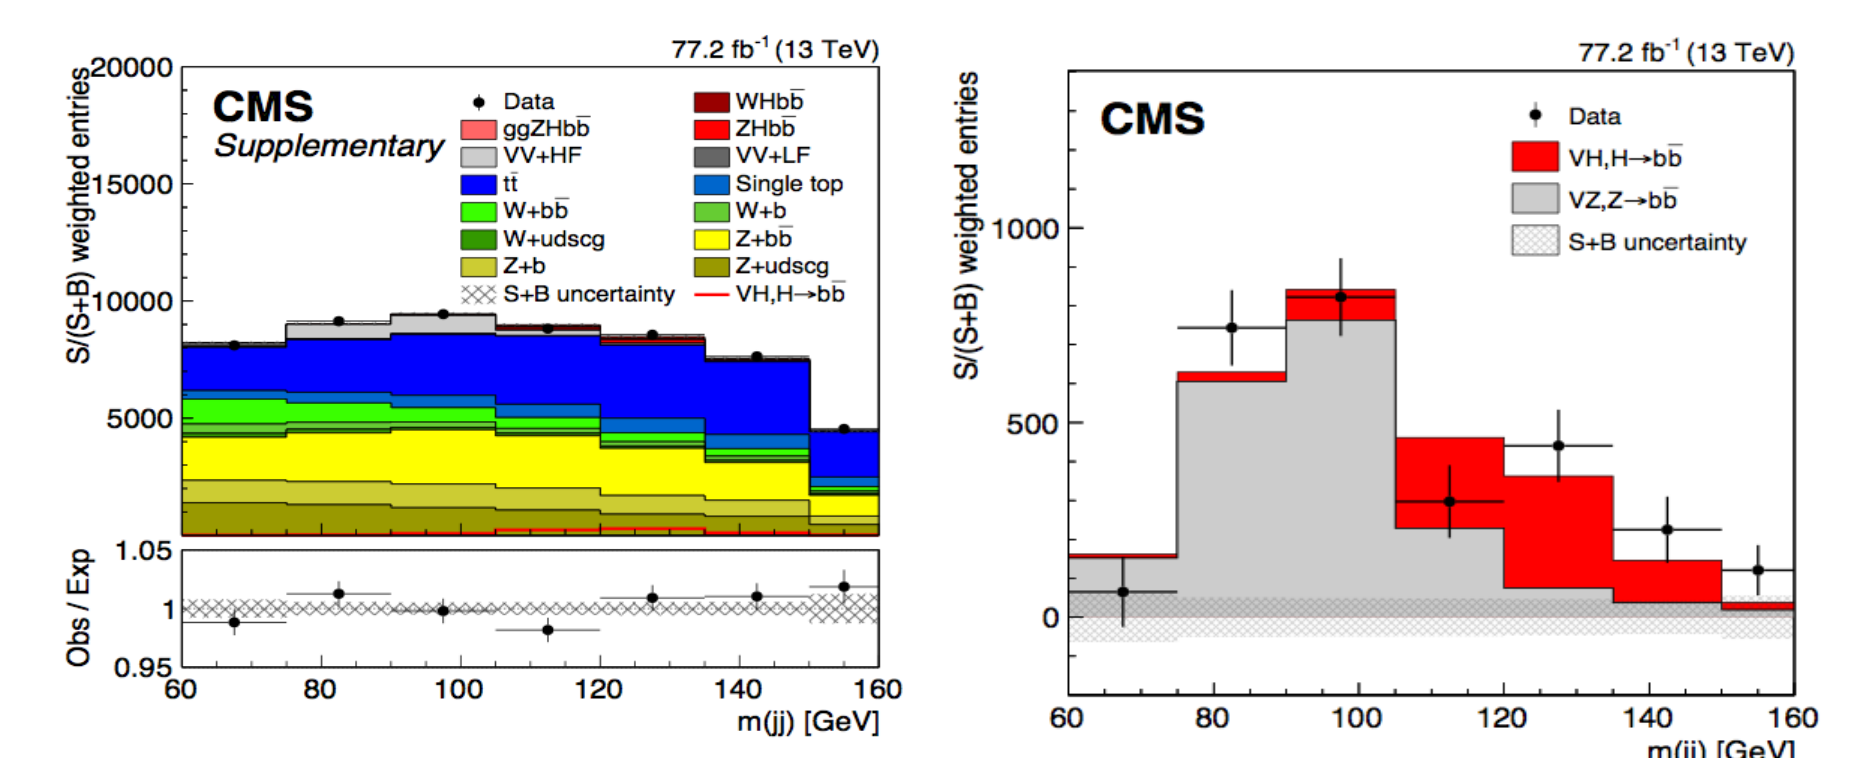 77.2 fb⁻¹ (13 TeV)
S/(S+B) weighted entries
20000
15000
10000
5000
CMS
Supplementary
Data
WHbb̅
ggZHbb̅
ZHbb̅
VV+HF
VV+LF
tt̅
Single top
W+bb̅
W+b
W+udscg
Z+bb̅
Z+b
Z+udscg
S+B uncertainty
VH,H→bb̅
Obs / Exp
1.05
1
0.95
60 80 100 120 140 160
m(jj) [GeV]
77.2 fb⁻¹ (13 TeV)
S/(S+B) weighted entries
1000
500
0
CMS
Data
VH,H→bb̅
VZ,Z→bb̅
S+B uncertainty
60 80 100 120 140 160
m(jj) [GeV]